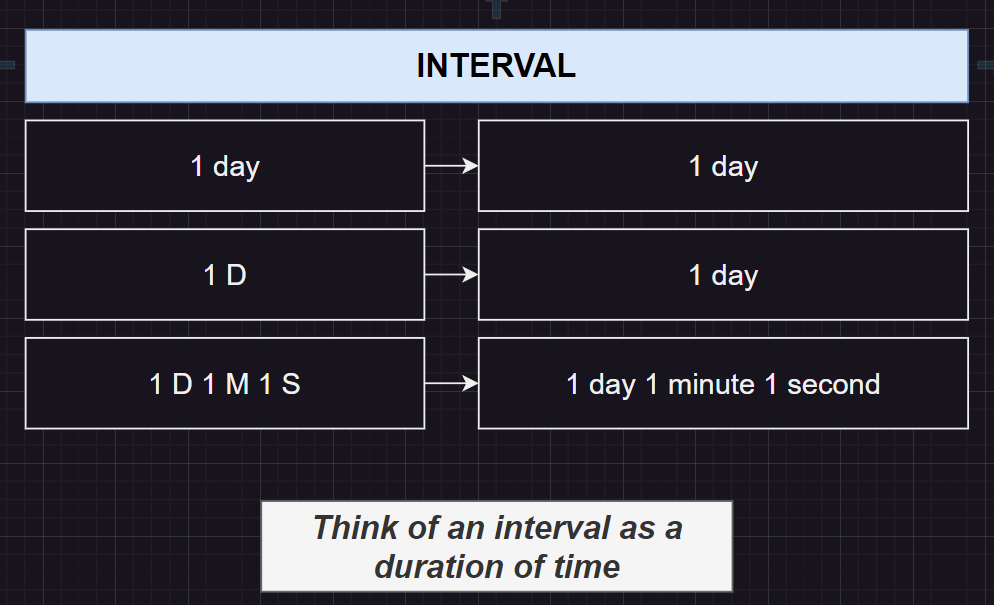 INTERVAL
1 day
1 day
1 D
1 day
1 D 1 M 1 S
1 day 1 minute 1 second
Think of an interval as a
duration of time